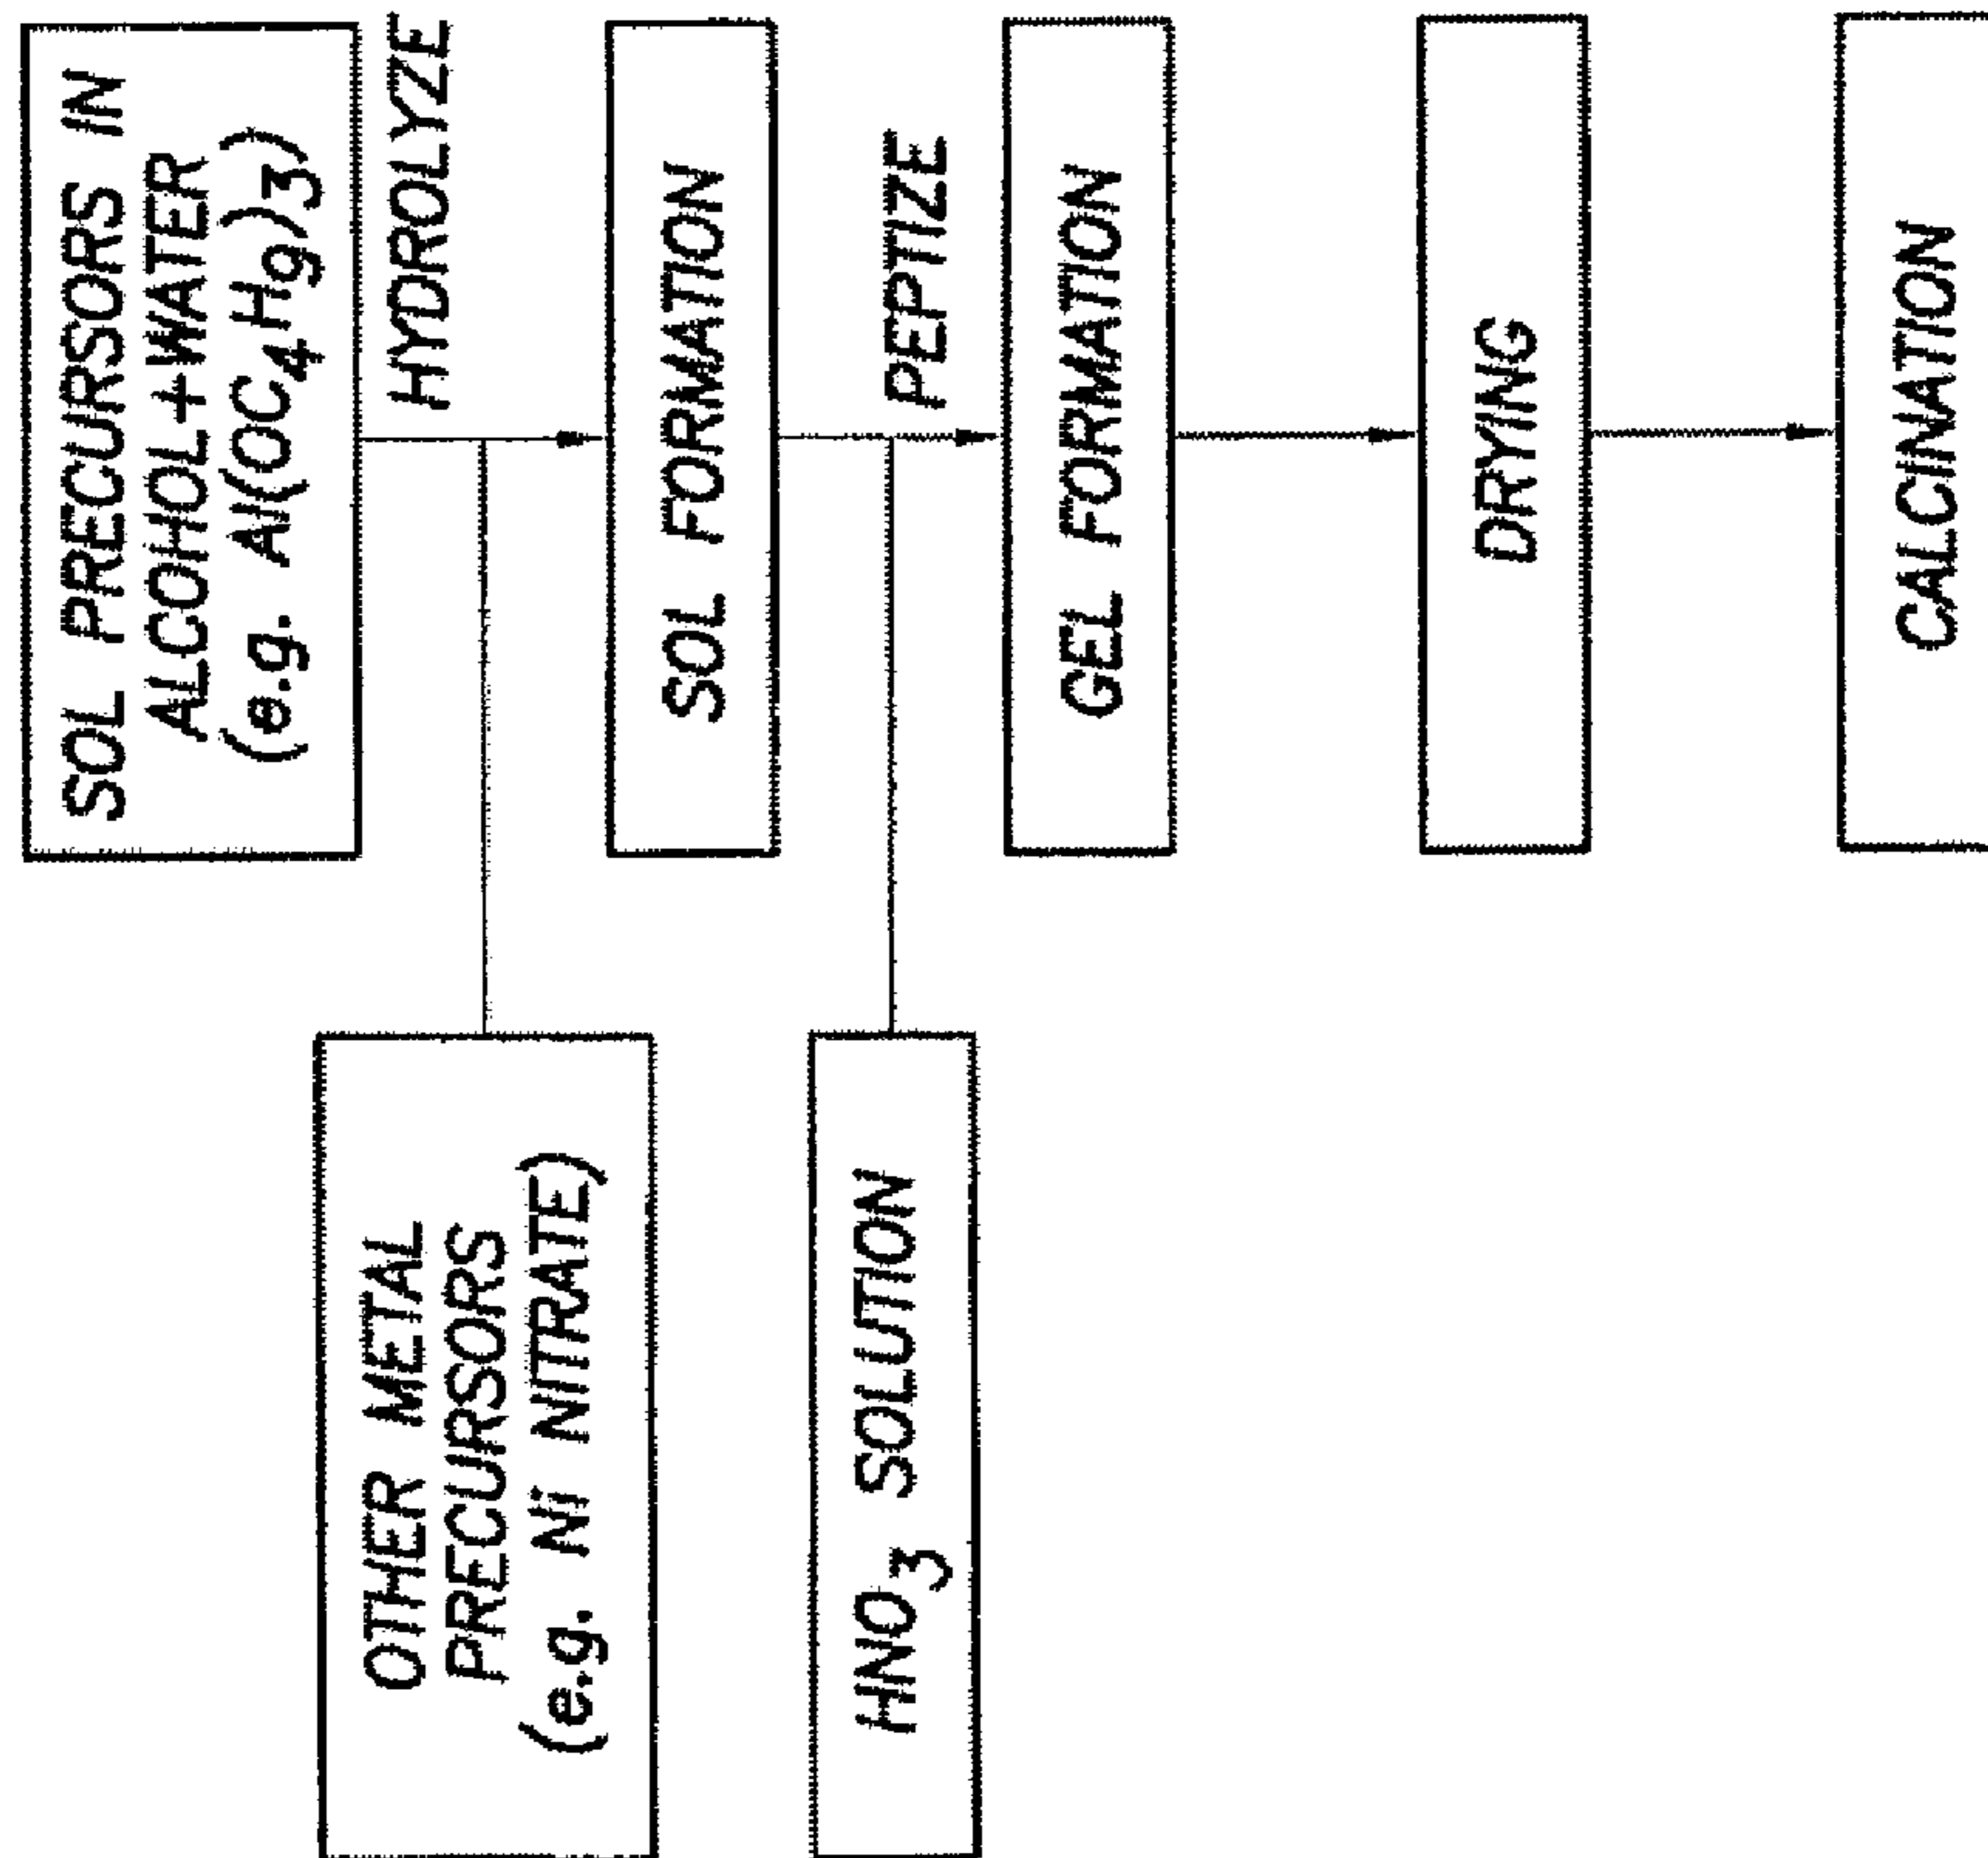 SOL PRECURSORS IN
ALCOHOL+WATER
(e.g. Al(OC4H9)3)
HYDROLYZE
OTHER METAL
PRECURSORS
(e.g. Ni NITRATE)
SOL FORMATION
PEPTIZE
HNO3 SOLUTION
GEL FORMATION
DRYING
CALCINATION